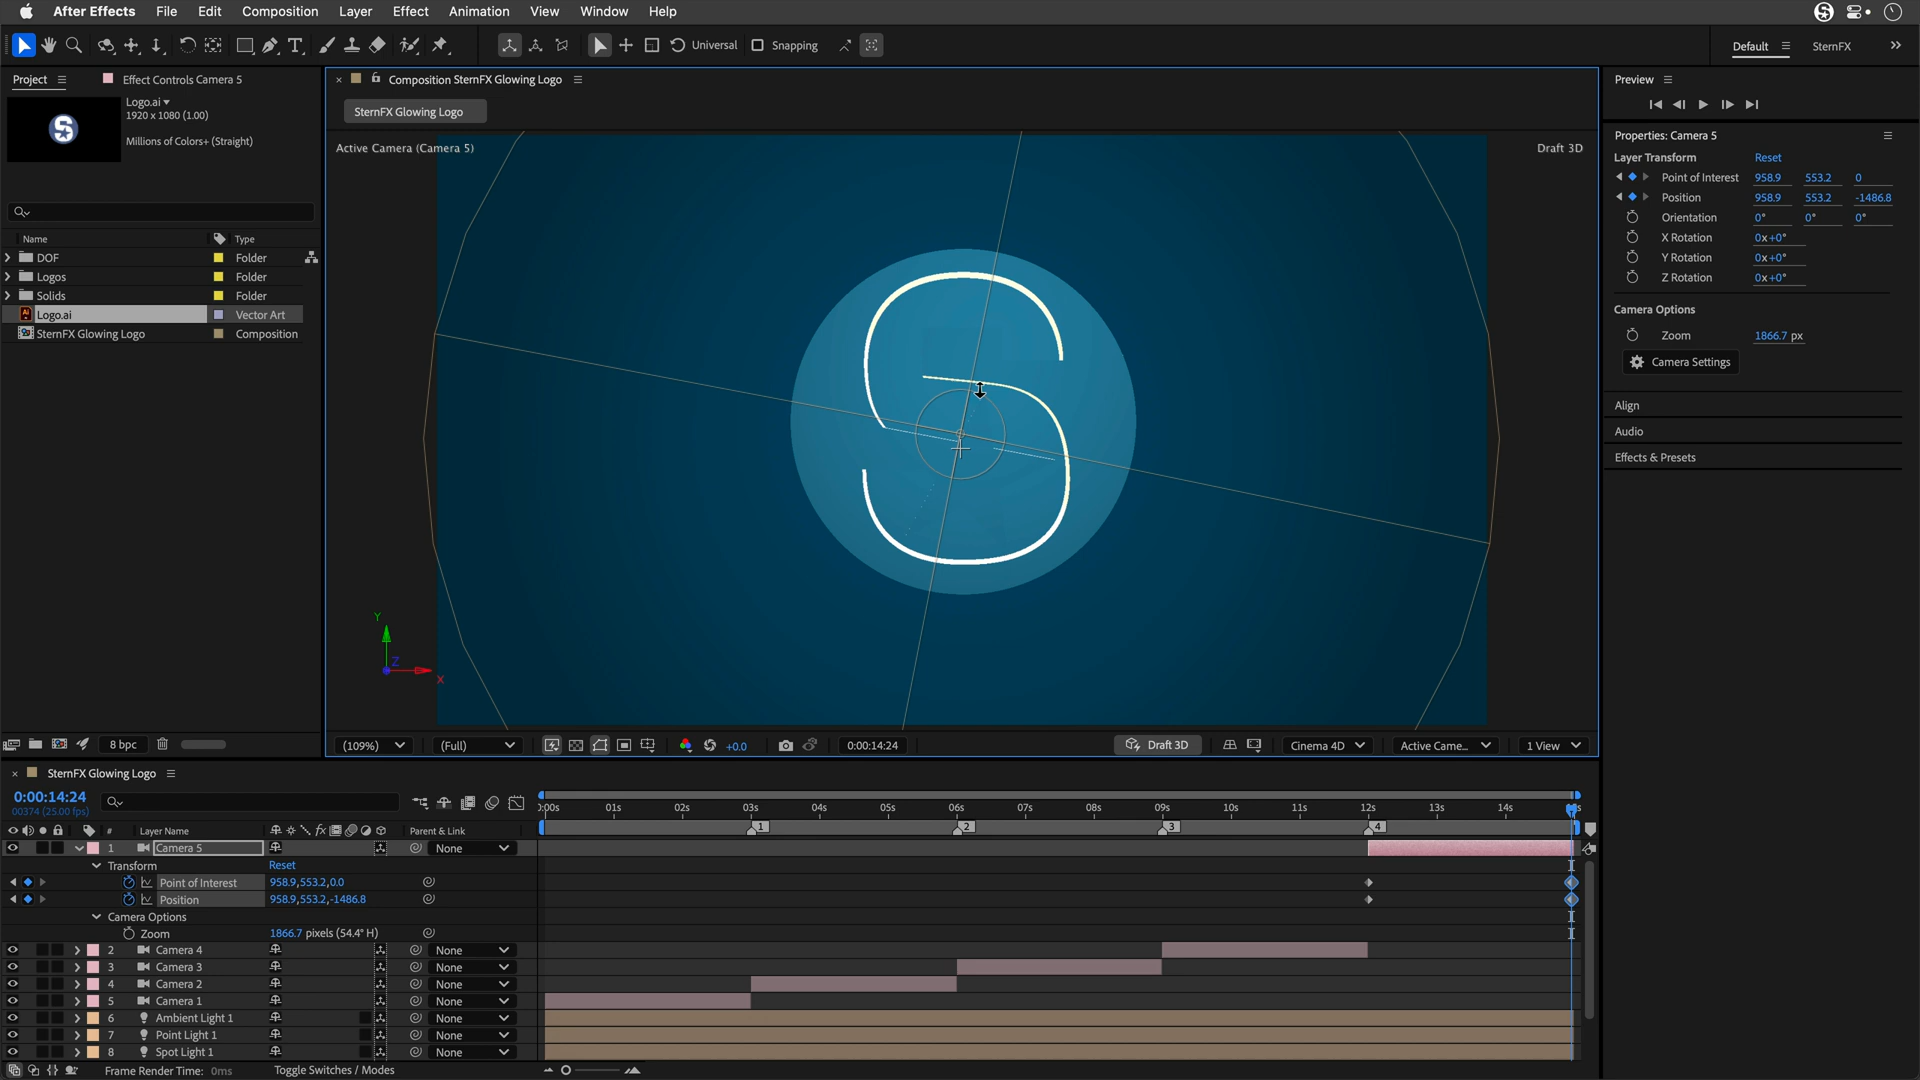 After Effects File Edit Composition Layer Effect Animation View Window Help
Universal Snapping Default SternFX
Project Effect Controls Camera 5
Logo.ai
1920 x 1080 (1.00)
Millions of Colors+ (Straight)
Name Type
DOF Folder
Logos Folder
Solids Folder
Logo.ai Vector Art
SternFX Glowing Logo Composition
8 bpc
Composition SternFX Glowing Logo
SternFX Glowing Logo
Active Camera (Camera 5) Draft 3D
Y
Z
X
(109%) (Full) +0.0 0:00:14:24 Draft 3D Cinema 4D Active Came... 1 View
Preview
Properties: Camera 5
Layer Transform Reset
Point of Interest 958.9 553.2 0
Position 958.9 553.2 -1486.8
Orientation 0° 0° 0°
X Rotation 0x+0°
Y Rotation 0x+0°
Z Rotation 0x+0°
Camera Options
Zoom 1866.7 px
Camera Settings
Align
Audio
Effects & Presets
SternFX Glowing Logo
0:00:14:24
00374 (25.00 fps)
01s 02s 03s 04s 05s 06s 07s 08s 09s 10s 11s 12s 13s 14s
1 2 3 4
# Layer Name fx Parent & Link
1 Camera 5 None
Transform Reset
Point of Interest 958.9,553.2,0.0
Position 958.9,553.2,-1486.8
Camera Options
Zoom 1866.7 pixels (54.4° H)
2 Camera 4 None
3 Camera 3 None
4 Camera 2 None
5 Camera 1 None
6 Ambient Light 1 None
7 Point Light 1 None
8 Spot Light 1 None
Frame Render Time: 0ms Toggle Switches / Modes